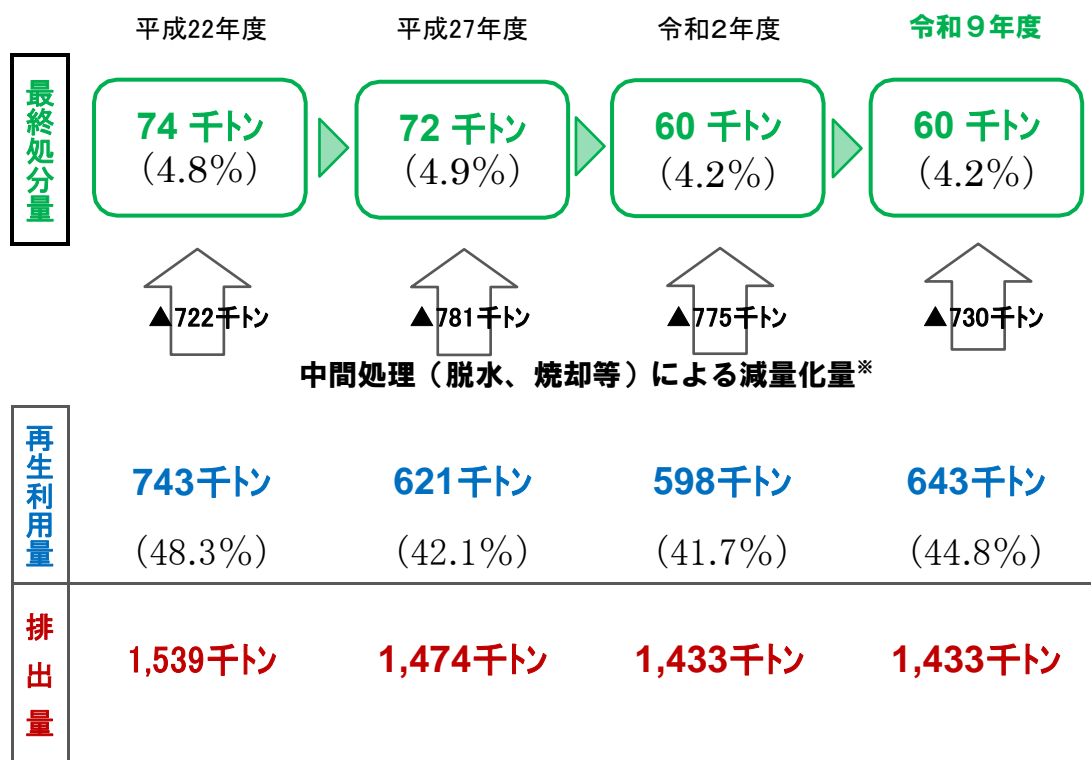 平成22年度 平成27年度 令和2年度 令和９年度
最終処分量
74 千トン 72 千トン 60 千トン 60 千トン
(4.8%) (4.9%) (4.2%) (4.2%)
▲722千トン ▲781千トン ▲775千トン ▲730千トン
中間処理（脱水、焼却等）による減量化量※
再生利用量
743千トン 621千トン 598千トン 643千トン
(48.3%) (42.1%) (41.7%) (44.8%)
排出量
1,539千トン 1,474千トン 1,433千トン 1,433千トン